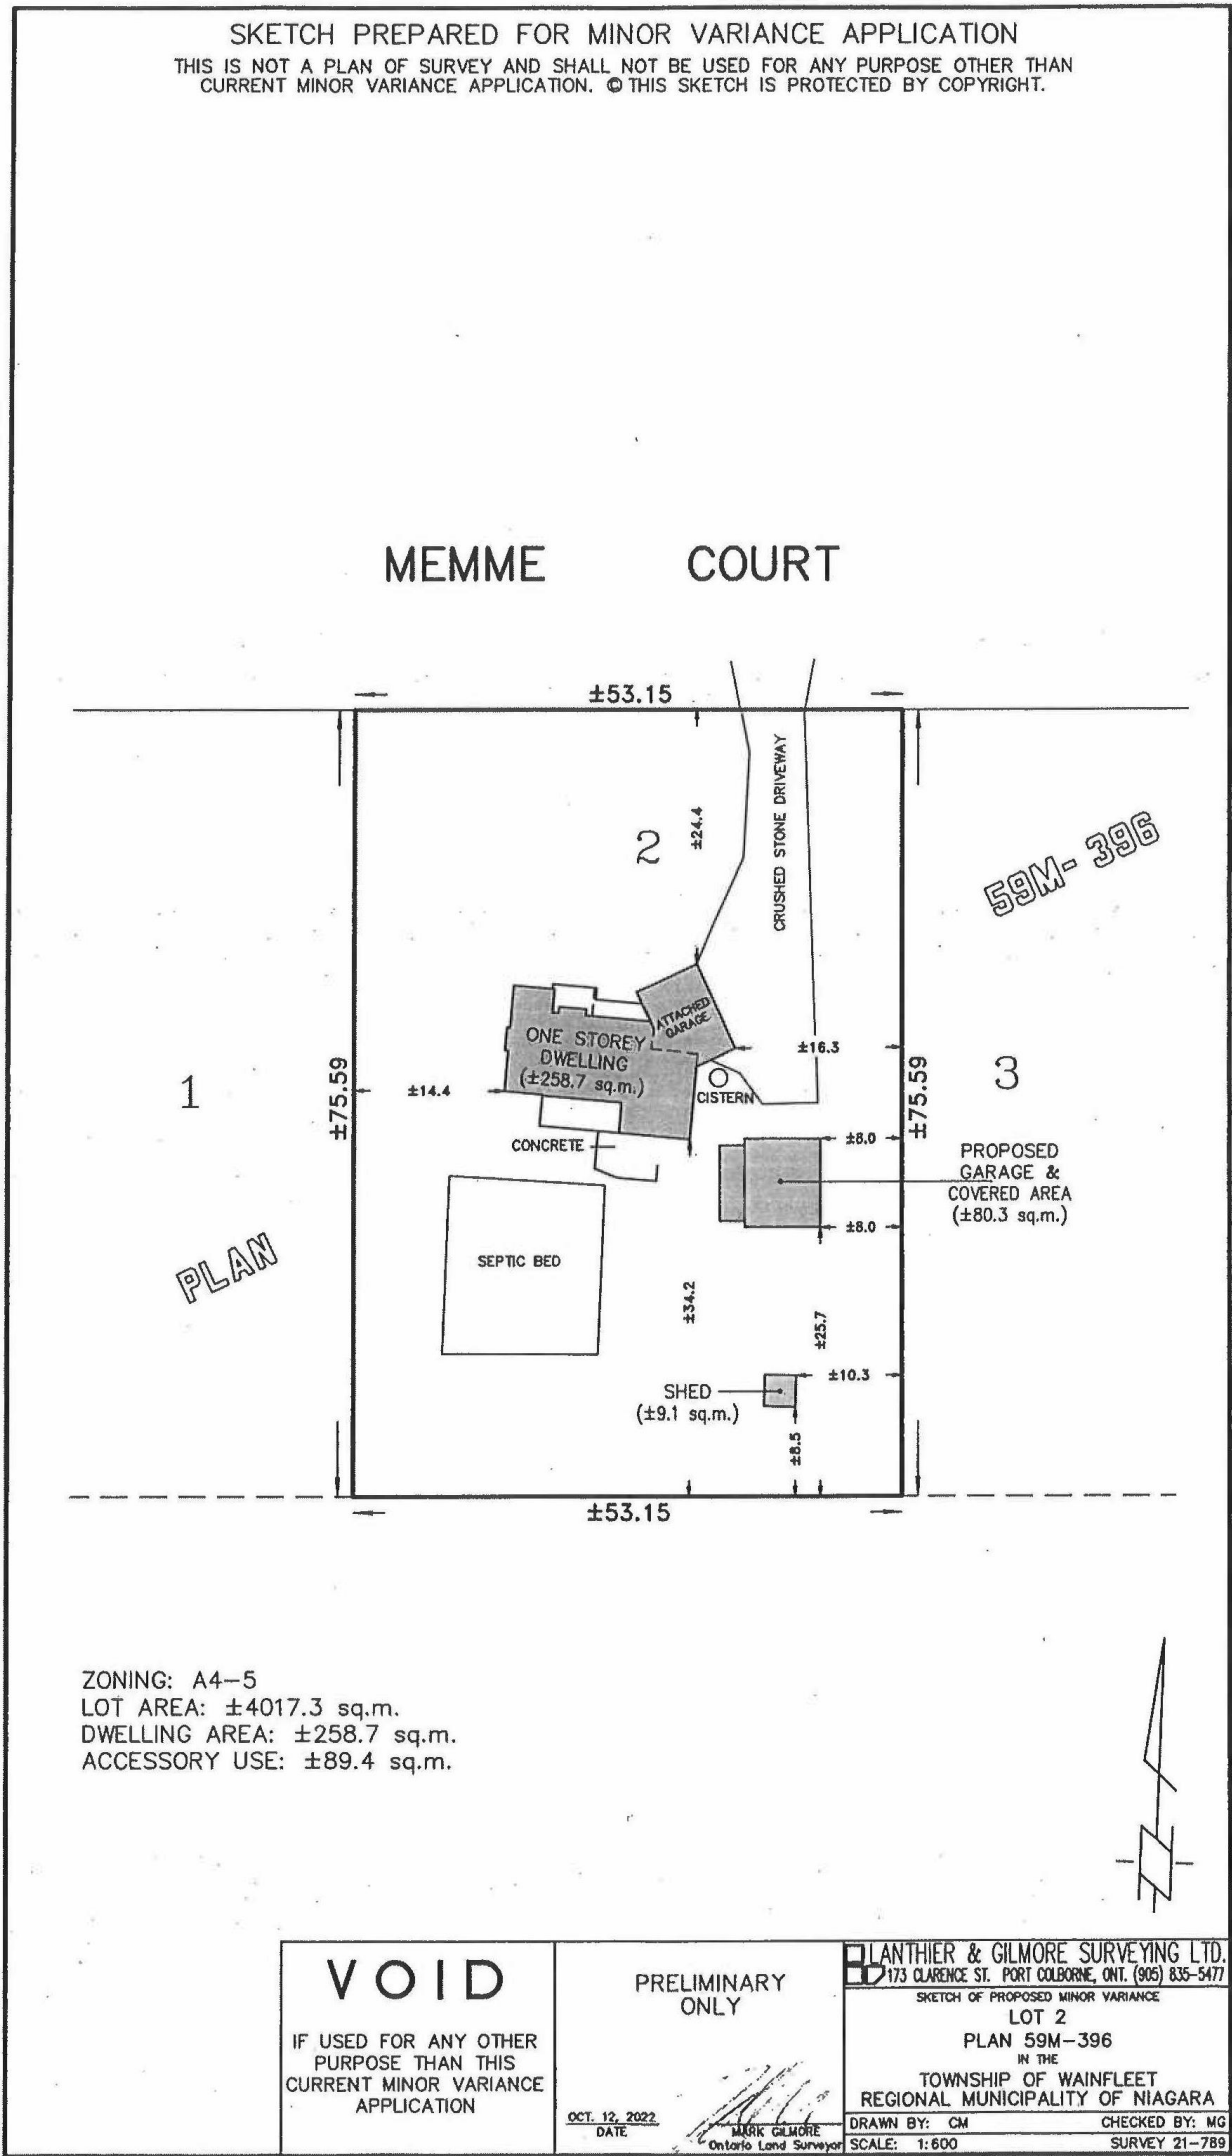 SKETCH PREPARED FOR MINOR VARIANCE APPLICATION
THIS IS NOT A PLAN OF SURVEY AND SHALL NOT BE USED FOR ANY PURPOSE OTHER THAN
CURRENT MINOR VARIANCE APPLICATION. © THIS SKETCH IS PROTECTED BY COPYRIGHT.
MEMME COURT
±53.15
CRUSHED STONE DRIVEWAY
±24.4
2
59M-396
ATTACHED
GARAGE
ONE STOREY
DWELLING
(±258.7 sq.m.)
±16.3
1
±75.59
±14.4
CISTERN
±75.59
3
CONCRETE
±8.0
PROPOSED
GARAGE &
COVERED AREA
(±80.3 sq.m.)
±8.0
PLAN
SEPTIC BED
±34.2
±25.7
±10.3
SHED
(±9.1 sq.m.)
±8.5
±53.15
ZONING: A4-5
LOT AREA: ±4017.3 sq.m.
DWELLING AREA: ±258.7 sq.m.
ACCESSORY USE: ±89.4 sq.m.
VOID
IF USED FOR ANY OTHER
PURPOSE THAN THIS
CURRENT MINOR VARIANCE
APPLICATION
PRELIMINARY
ONLY
OCT. 12, 2022
DATE
MARK GILMORE
Ontario Land Surveyor
LANTHIER & GILMORE SURVEYING LTD.
173 CLARENCE ST. PORT COLBORNE, ONT. (905) 835-5477
SKETCH OF PROPOSED MINOR VARIANCE
LOT 2
PLAN 59M-396
IN THE
TOWNSHIP OF WAINFLEET
REGIONAL MUNICIPALITY OF NIAGARA
DRAWN BY: CM CHECKED BY: MG
SCALE: 1:600 SURVEY 21-789